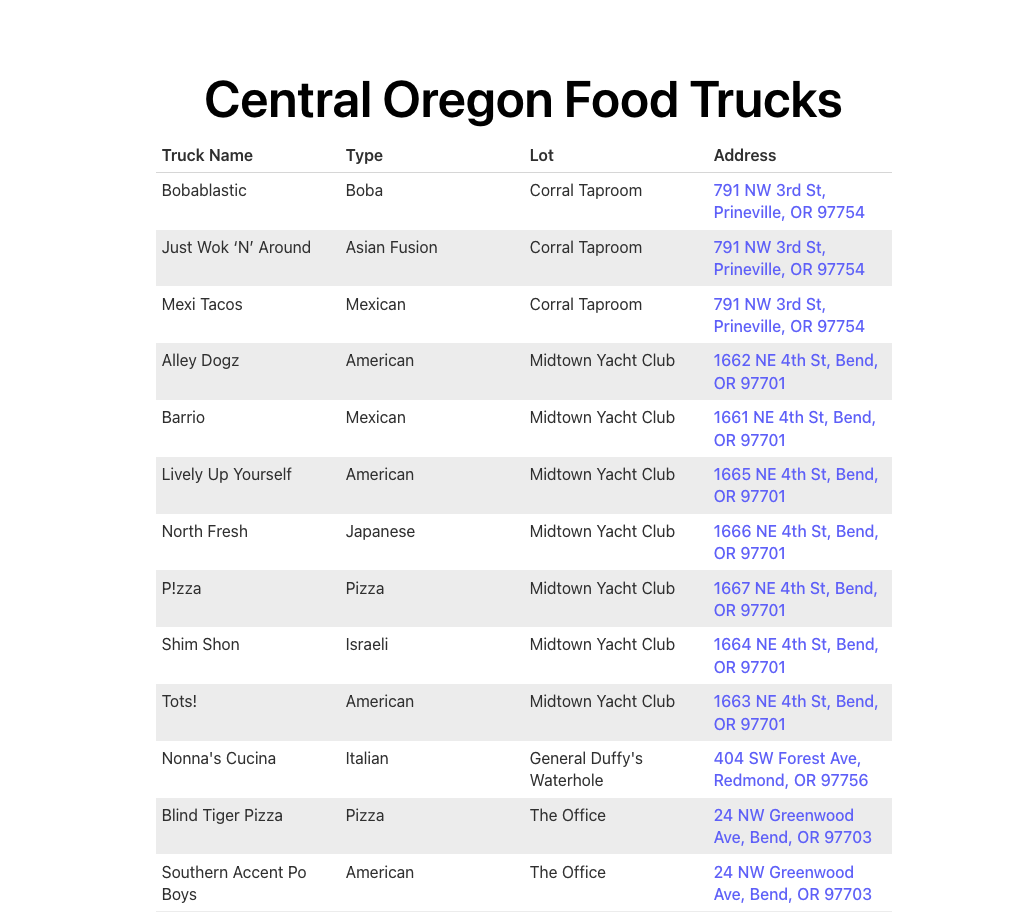 Central Oregon Food Trucks
Truck Name Type Lot Address
Bobablastic Boba Corral Taproom 791 NW 3rd St,
Prineville, OR 97754
Just Wok ‘N’ Around Asian Fusion Corral Taproom 791 NW 3rd St,
Prineville, OR 97754
Mexi Tacos Mexican Corral Taproom 791 NW 3rd St,
Prineville, OR 97754
Alley Dogz American Midtown Yacht Club 1662 NE 4th St, Bend,
OR 97701
Barrio Mexican Midtown Yacht Club 1661 NE 4th St, Bend,
OR 97701
Lively Up Yourself American Midtown Yacht Club 1665 NE 4th St, Bend,
OR 97701
North Fresh Japanese Midtown Yacht Club 1666 NE 4th St, Bend,
OR 97701
P!zza Pizza Midtown Yacht Club 1667 NE 4th St, Bend,
OR 97701
Shim Shon Israeli Midtown Yacht Club 1664 NE 4th St, Bend,
OR 97701
Tots! American Midtown Yacht Club 1663 NE 4th St, Bend,
OR 97701
Nonna's Cucina Italian General Duffy's 404 SW Forest Ave,
Waterhole Redmond, OR 97756
Blind Tiger Pizza Pizza The Office 24 NW Greenwood
Ave, Bend, OR 97703
Southern Accent Po American The Office 24 NW Greenwood
Boys Ave, Bend, OR 97703